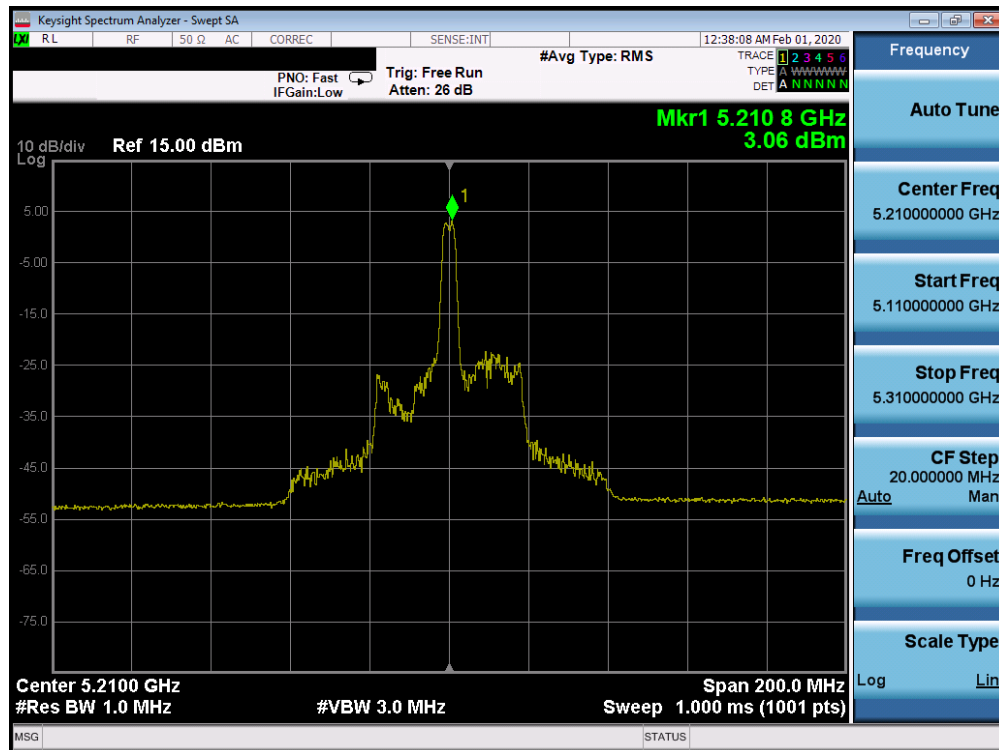 Keysight Spectrum Analyzer - Swept SA
LXI RL RF 50 Ω AC CORREC SENSE:INT 12:38:08 AM Feb 01, 2020
PNO: Fast
IFGain:Low
Trig: Free Run
Atten: 26 dB
#Avg Type: RMS
TRACE 1 2 3 4 5 6
TYPE A WWWWW
DET A N N N N N
Mkr1 5.210 8 GHz
3.06 dBm
10 dB/div Ref 15.00 dBm
Log
1
5.00
-5.00
-15.0
-25.0
-35.0
-45.0
-55.0
-65.0
-75.0
Center 5.2100 GHz Span 200.0 MHz
#Res BW 1.0 MHz #VBW 3.0 MHz Sweep 1.000 ms (1001 pts)
MSG STATUS
Frequency
Auto Tune
Center Freq
5.210000000 GHz
Start Freq
5.110000000 GHz
Stop Freq
5.310000000 GHz
CF Step
20.000000 MHz
Auto Man
Freq Offset
0 Hz
Scale Type
Log Lin